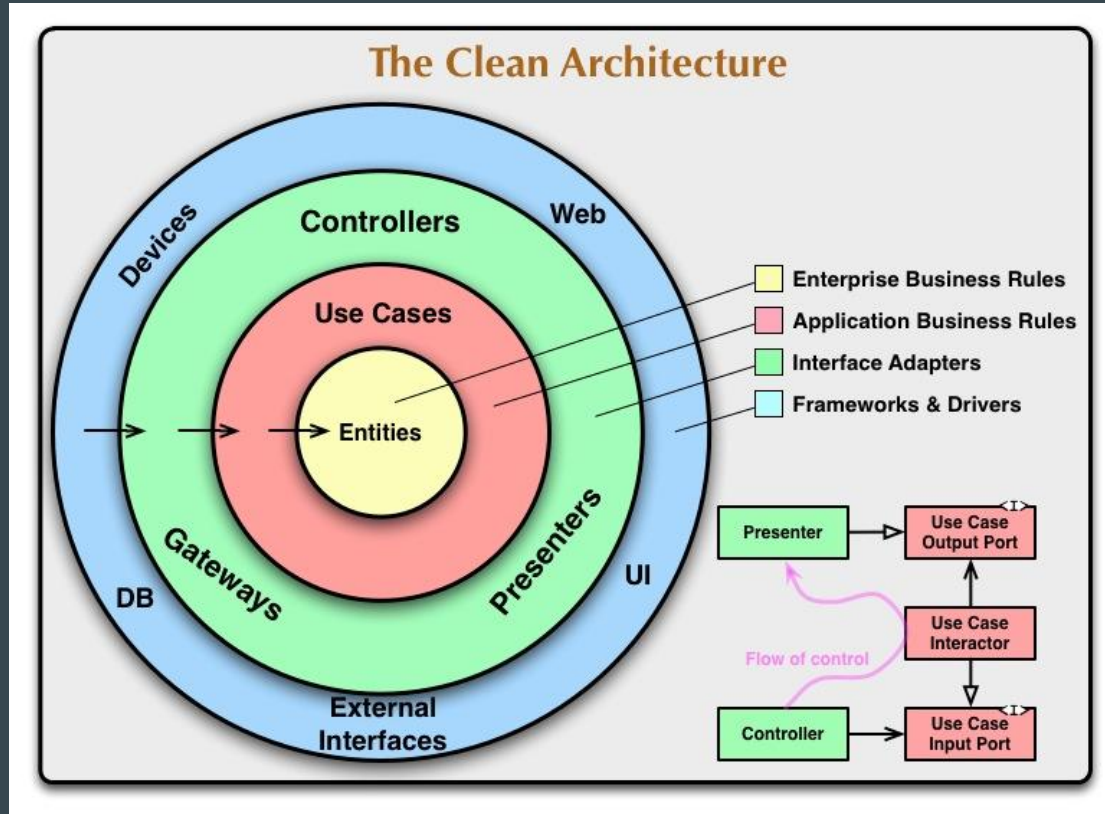 The Clean Architecture
Devices
Controllers
Web
Use Cases
Entities
Gateways
Presenters
DB
UI
External
Interfaces
Enterprise Business Rules
Application Business Rules
Interface Adapters
Frameworks & Drivers
Presenter
<I>
Use Case
Output Port
Use Case
Interactor
Flow of control
Controller
<I>
Use Case
Input Port